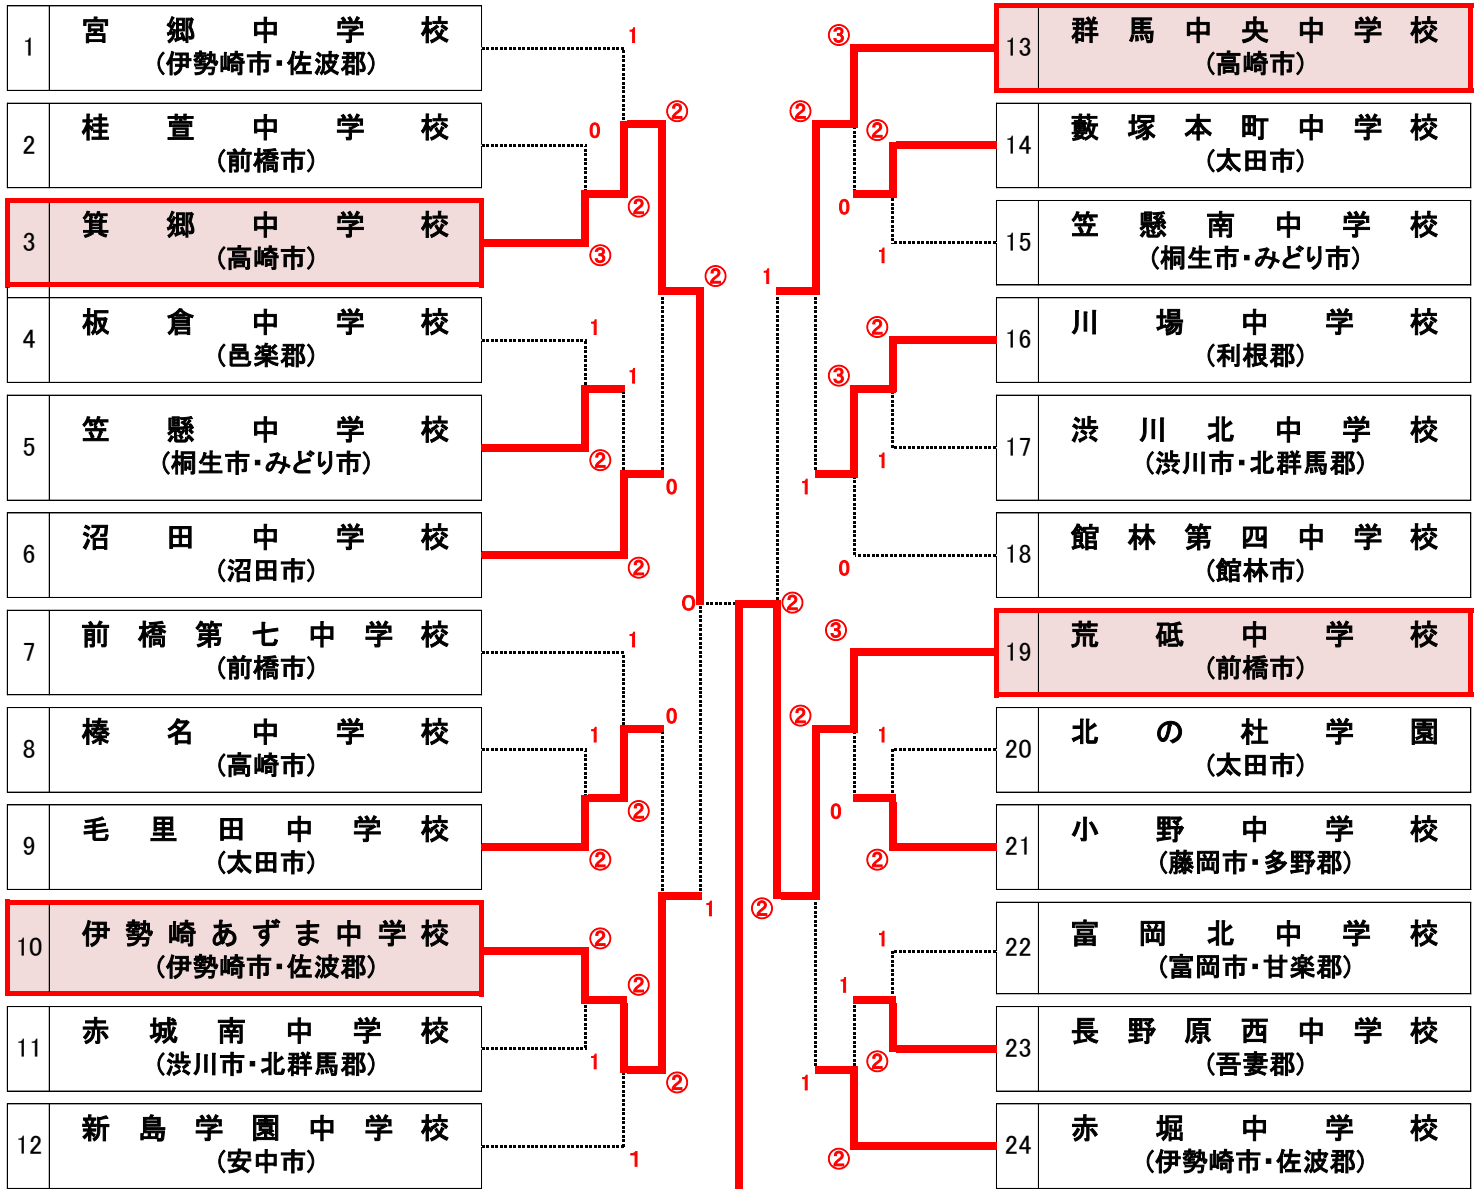 1 宮郷中学校
(伊勢崎市・佐波郡)
2 桂萱中学校
(前橋市)
3 箕郷中学校
(高崎市)
4 板倉中学校
(邑楽郡)
5 笠懸中学校
(桐生市・みどり市)
6 沼田中学校
(沼田市)
7 前橋第七中学校
(前橋市)
8 榛名中学校
(高崎市)
9 毛里田中学校
(太田市)
10 伊勢崎あずま中学校
(伊勢崎市・佐波郡)
11 赤城南中学校
(渋川市・北群馬郡)
12 新島学園中学校
(安中市)
1
0
②
②
③
②
1
1
②
0
②
0
1
0
1
②
②
1
②
②
1
②
1
③
②
②
0
1
1
②
③
1
1
0
②
③
②
1
0
②
②
1
1
②
1
②
13 群馬中央中学校
(高崎市)
14 藪塚本町中学校
(太田市)
15 笠懸南中学校
(桐生市・みどり市)
16 川場中学校
(利根郡)
17 渋川北中学校
(渋川市・北群馬郡)
18 館林第四中学校
(館林市)
19 荒砥中学校
(前橋市)
20 北の杜学園
(太田市)
21 小野中学校
(藤岡市・多野郡)
22 富岡北中学校
(富岡市・甘楽郡)
23 長野原西中学校
(吾妻郡)
24 赤堀中学校
(伊勢崎市・佐波郡)